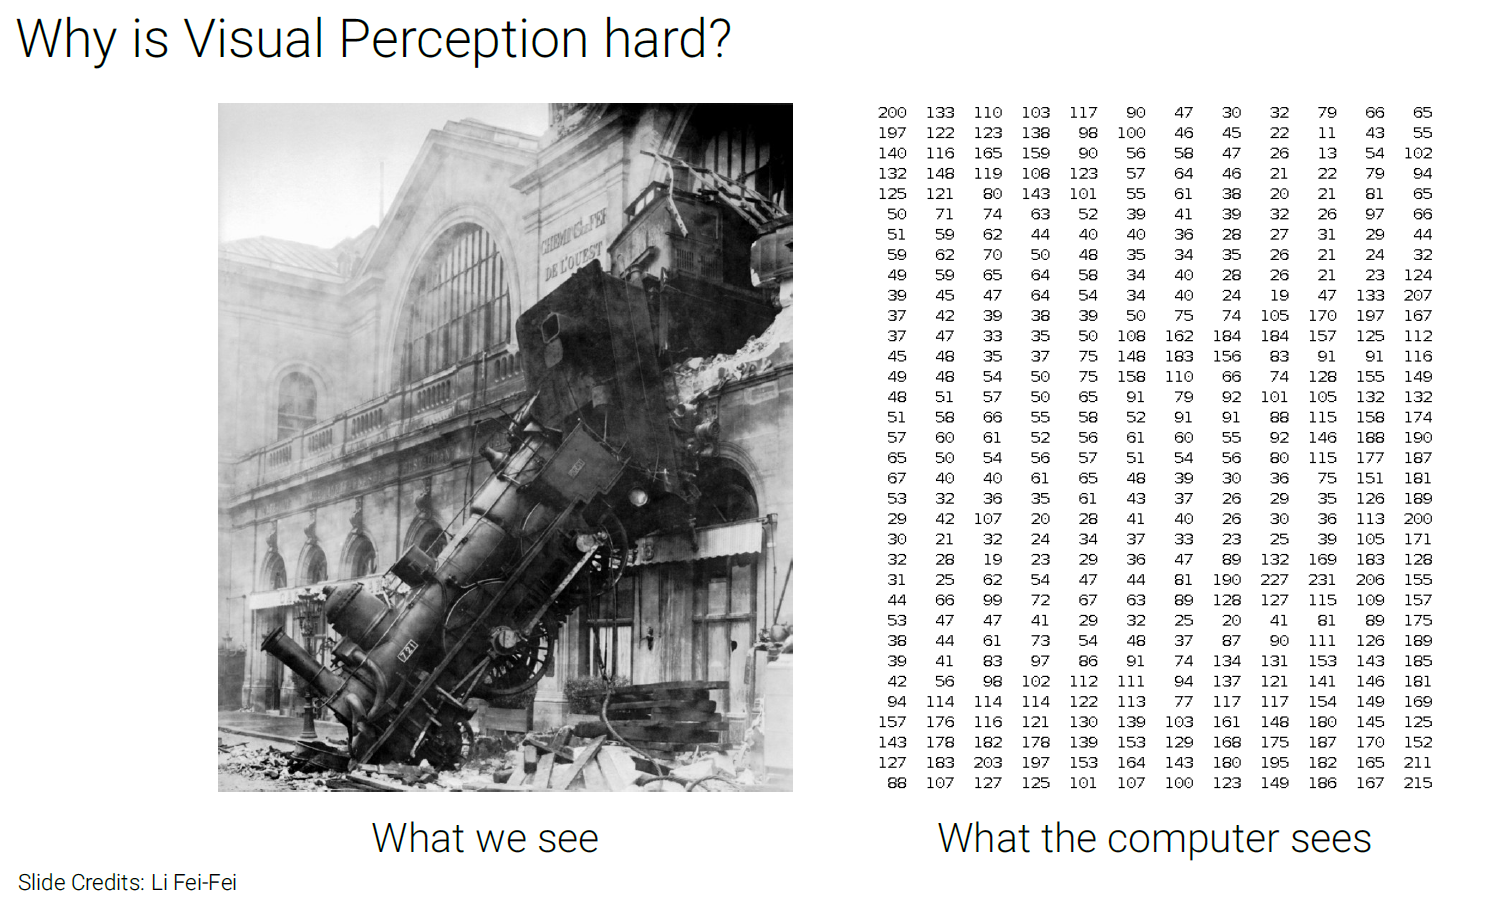 Why is Visual Perception hard?
CHEMINS DE FER
DE L'OUEST
721
200 133 110 103 117 90 47 30 32 79 66 65
197 122 123 138 98 100 46 45 22 11 43 55
140 116 165 159 90 56 58 47 26 13 54 102
132 148 119 108 123 57 64 46 21 22 79 94
125 121 80 143 101 55 61 38 20 21 81 65
50 71 74 63 52 39 41 39 32 26 97 66
51 59 62 44 40 40 36 28 27 31 29 44
59 62 70 50 48 35 34 35 26 21 24 32
49 59 65 64 58 34 40 28 26 21 23 124
39 45 47 64 54 34 40 24 19 47 133 207
37 42 39 38 39 50 75 74 105 170 197 167
37 47 33 35 50 108 162 184 184 157 125 112
45 48 35 37 75 148 183 156 83 91 91 116
49 48 54 50 75 158 110 66 74 128 155 149
48 51 57 50 65 91 79 92 101 105 132 132
51 58 66 55 58 52 91 91 88 115 158 174
57 60 61 52 56 61 60 55 92 146 188 190
65 50 54 56 57 51 54 56 80 115 177 187
67 40 40 61 65 48 39 30 36 75 151 181
53 32 36 35 61 43 37 26 29 35 126 189
29 42 107 20 28 41 40 26 30 36 113 200
30 21 32 24 34 37 33 23 25 39 105 171
32 28 19 23 29 36 47 89 132 169 183 128
31 25 62 54 47 44 81 190 227 231 206 155
44 66 99 72 67 63 89 128 127 115 109 157
53 47 47 41 29 32 25 20 41 81 89 175
38 44 61 73 54 48 37 87 90 111 126 189
39 41 83 97 86 91 74 134 131 153 143 185
42 56 98 102 112 111 94 137 121 141 146 181
94 114 114 114 122 113 77 117 117 154 149 169
157 176 116 121 130 139 103 161 148 180 145 125
143 178 182 178 139 153 129 168 175 187 170 152
127 183 203 197 153 164 143 180 195 182 165 211
88 107 127 125 101 107 100 123 149 186 167 215
What we see
What the computer sees
Slide Credits: Li Fei-Fei